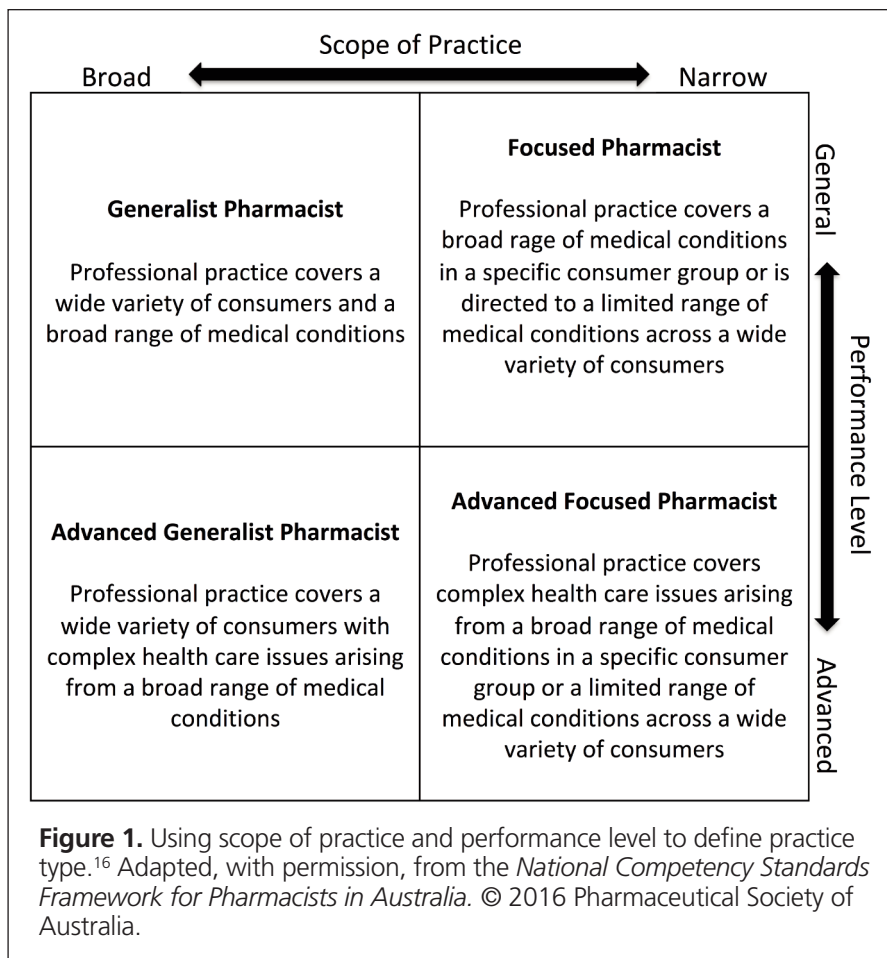 Scope of Practice
Broad
Narrow
Generalist Pharmacist
Professional practice covers a
wide variety of consumers and a
broad range of medical conditions
Focused Pharmacist
Professional practice covers a
broad rage of medical conditions
in a specific consumer group or is
directed to a limited range of
medical conditions across a wide
variety of consumers
Advanced Generalist Pharmacist
Professional practice covers a
wide variety of consumers with
complex health care issues arising
from a broad range of medical
conditions
Advanced Focused Pharmacist
Professional practice covers
complex health care issues arising
from a broad range of medical
conditions in a specific consumer
group or a limited range of
medical conditions across a wide
variety of consumers
General
Performance Level
Advanced
Figure 1. Using scope of practice and performance level to define practice
type.16 Adapted, with permission, from the National Competency Standards
Framework for Pharmacists in Australia. © 2016 Pharmaceutical Society of
Australia.